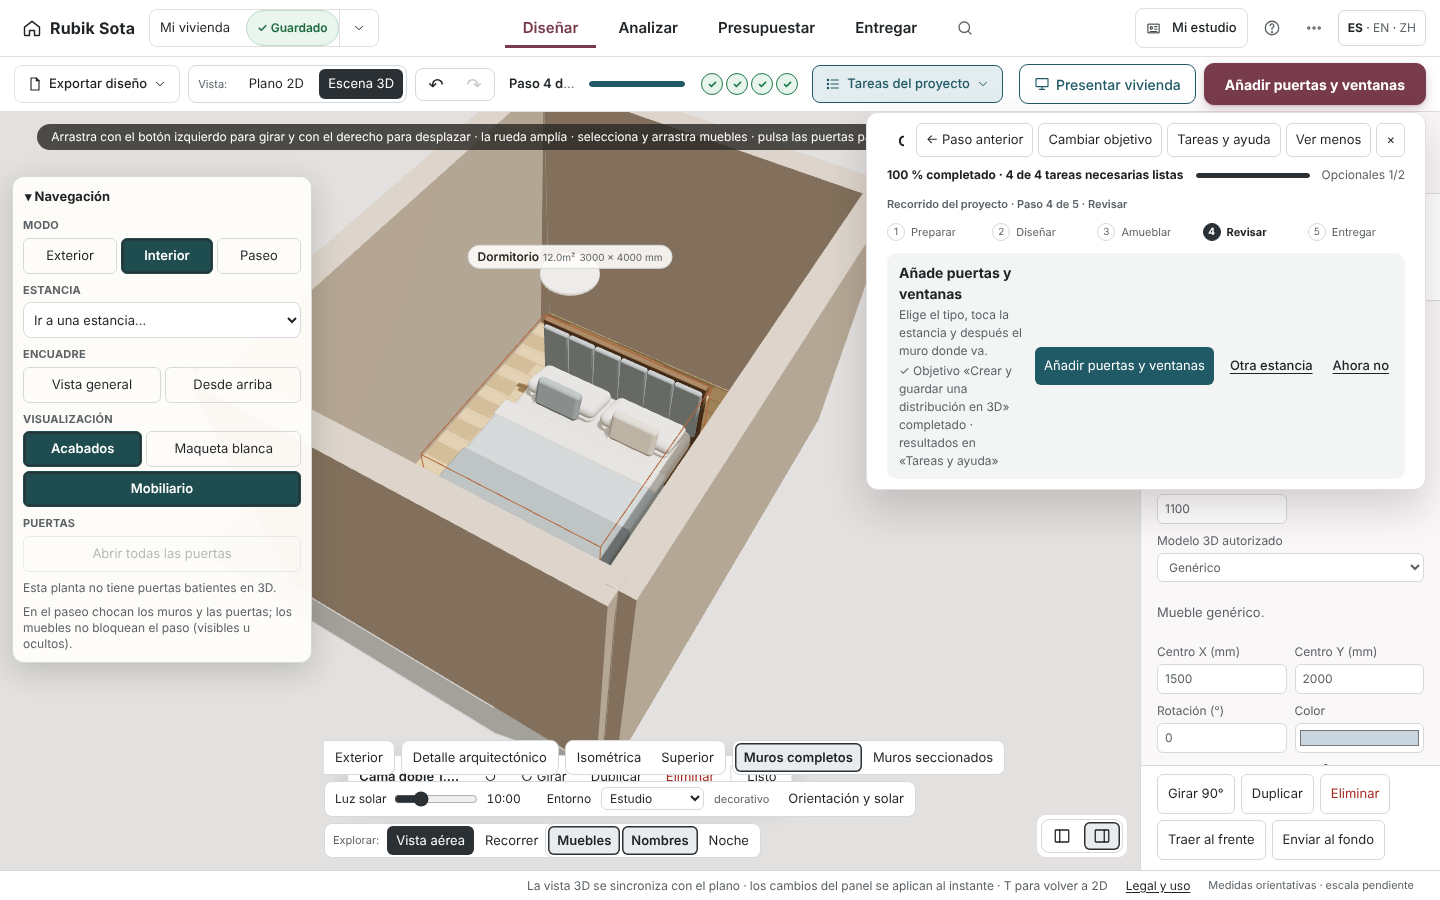 Rubik Sota
Mi vivienda
✓ Guardado
Diseñar
Analizar
Presupuestar
Entregar
Mi estudio
ES · EN · ZH
Exportar diseño
Vista:
Plano 2D
Escena 3D
Paso 4 d…
Tareas del proyecto
Presentar vivienda
Añadir puertas y ventanas
Arrastra con el botón izquierdo para girar y con el derecho para desplazar · la rueda amplía · selecciona y arrastra muebles · pulsa las puertas
← Paso anterior
Cambiar objetivo
Tareas y ayuda
Ver menos
×
100 % completado · 4 de 4 tareas necesarias listas
Opcionales 1/2
Recorrido del proyecto · Paso 4 de 5 · Revisar
1 Preparar
2 Diseñar
3 Amueblar
4 Revisar
5 Entregar
Añade puertas y
ventanas
Elige el tipo, toca la
estancia y después el
muro donde va.
✓ Objetivo «Crear y
guardar una
distribución en 3D»
completado ·
resultados en
«Tareas y ayuda»
Añadir puertas y ventanas
Otra estancia
Ahora no
▾ Navegación
MODO
Exterior
Interior
Paseo
ESTANCIA
Ir a una estancia…
ENCUADRE
Vista general
Desde arriba
VISUALIZACIÓN
Acabados
Maqueta blanca
Mobiliario
PUERTAS
Abrir todas las puertas
Esta planta no tiene puertas batientes en 3D.
En el paseo chocan los muros y las puertas; los
muebles no bloquean el paso (visibles u
ocultos).
Dormitorio 12.0m² 3000 × 4000 mm
1100
Modelo 3D autorizado
Genérico
Mueble genérico.
Centro X (mm)
Centro Y (mm)
1500
2000
Rotación (°)
Color
0
Girar 90°
Duplicar
Eliminar
Traer al frente
Enviar al fondo
Exterior
Detalle arquitectónico
Isométrica
Superior
Muros completos
Muros seccionados
Cama doble 1.…
Girar
Duplicar
Eliminar
Listo
Luz solar
10:00
Entorno
Estudio
decorativo
Orientación y solar
Explorar:
Vista aérea
Recorrer
Muebles
Nombres
Noche
La vista 3D se sincroniza con el plano · los cambios del panel se aplican al instante · T para volver a 2D
Legal y uso
Medidas orientativas · escala pendiente